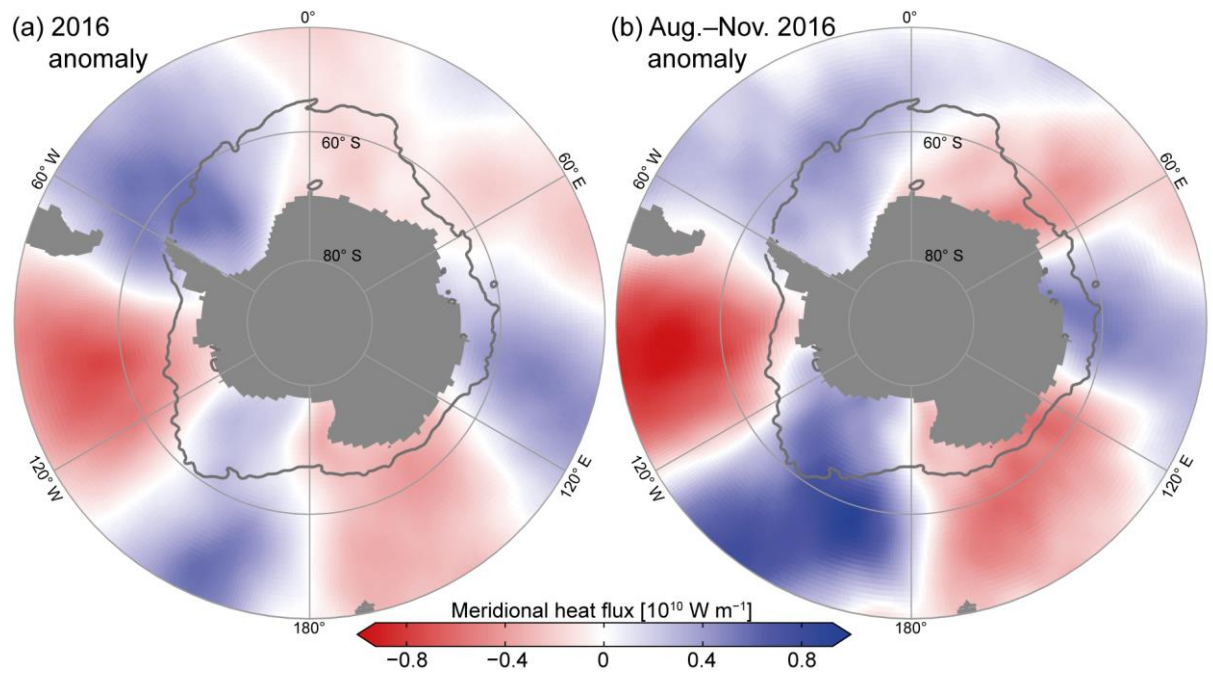 (a) 2016
anomaly
0°
60° S
80° S
60° W
60° E
120° W
120° E
180°
(b) Aug.–Nov. 2016
anomaly
0°
60° S
80° S
60° W
60° E
120° W
120° E
180°
Meridional heat flux [10¹⁰ W m⁻¹]
−0.8 −0.4 0 0.4 0.8